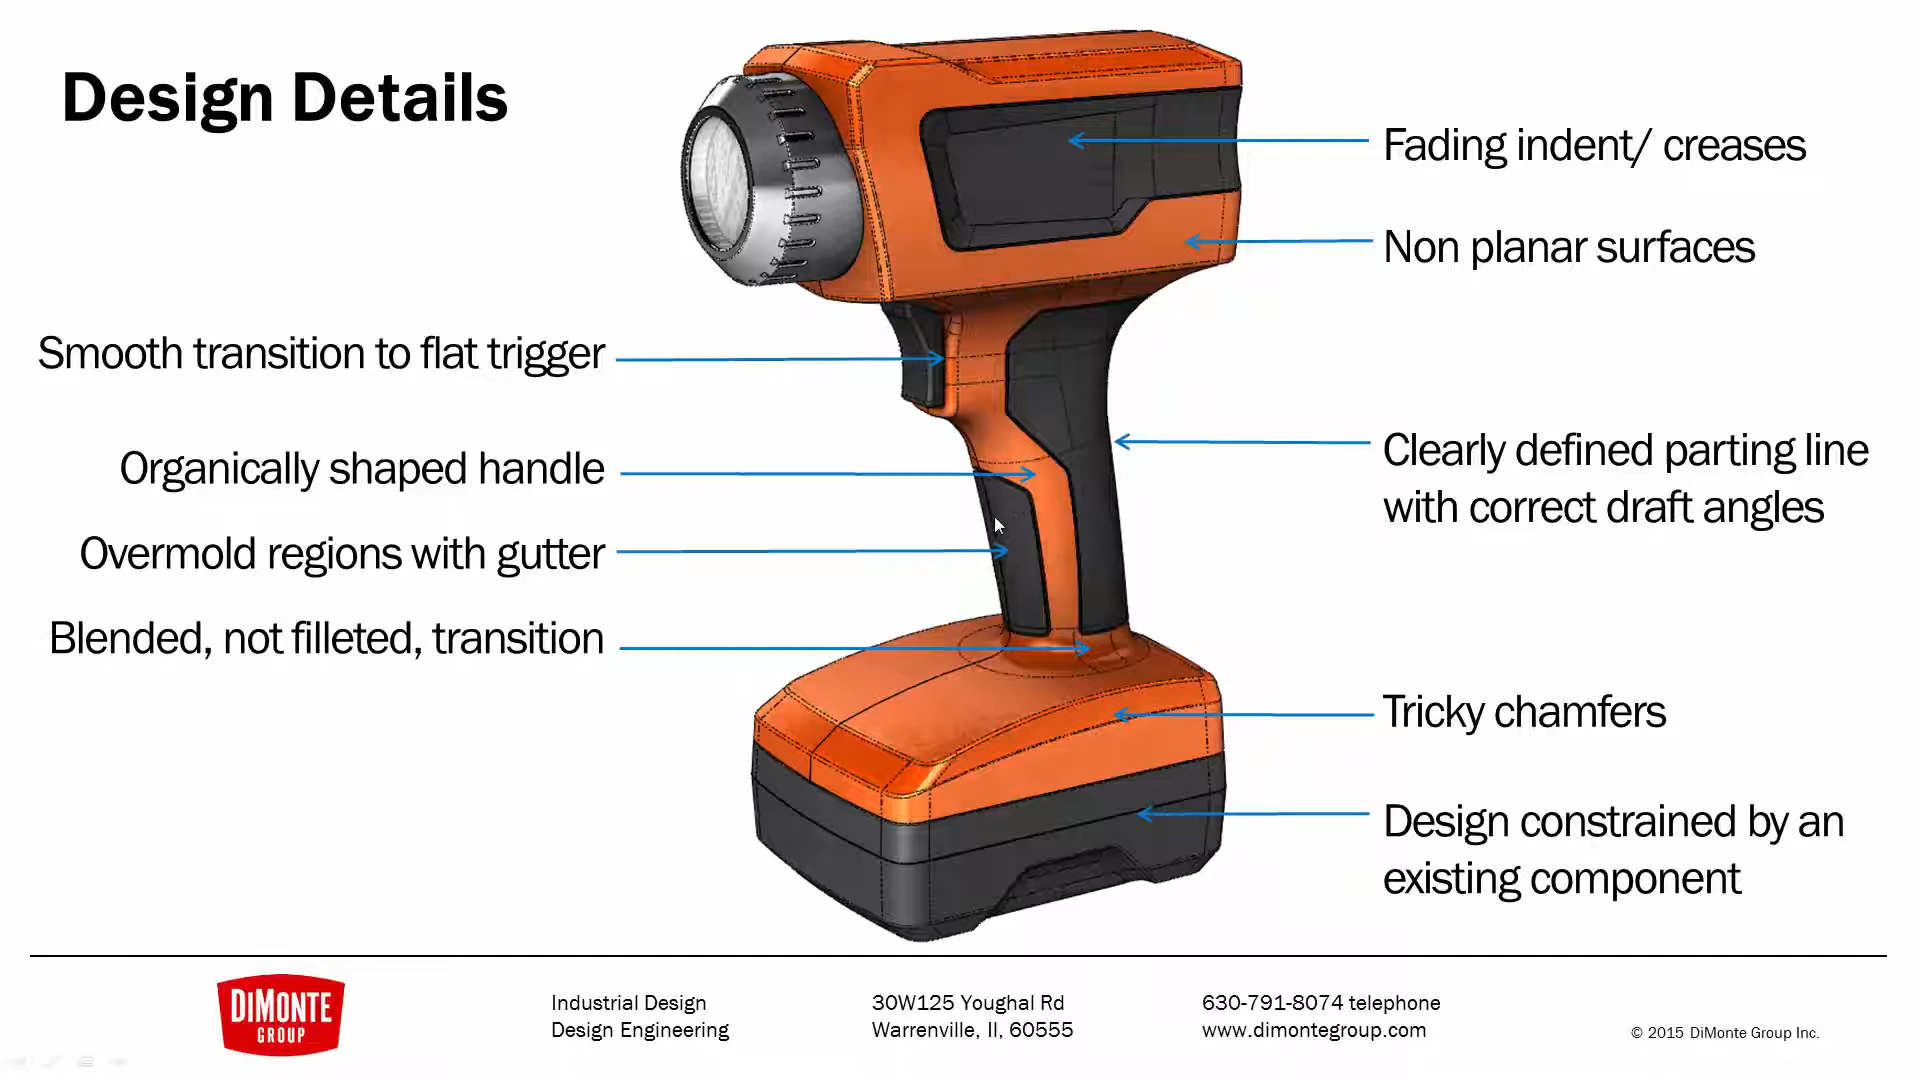 Design Details
Fading indent/ creases
Non planar surfaces
Smooth transition to flat trigger
Organically shaped handle
Overmold regions with gutter
Blended, not filleted, transition
Clearly defined parting line
with correct draft angles
Tricky chamfers
Design constrained by an
existing component
DIMONTE
GROUP
Industrial Design
Design Engineering
30W125 Youghal Rd
Warrenville, Il, 60555
630-791-8074 telephone
www.dimontegroup.com
© 2015 DiMonte Group Inc.